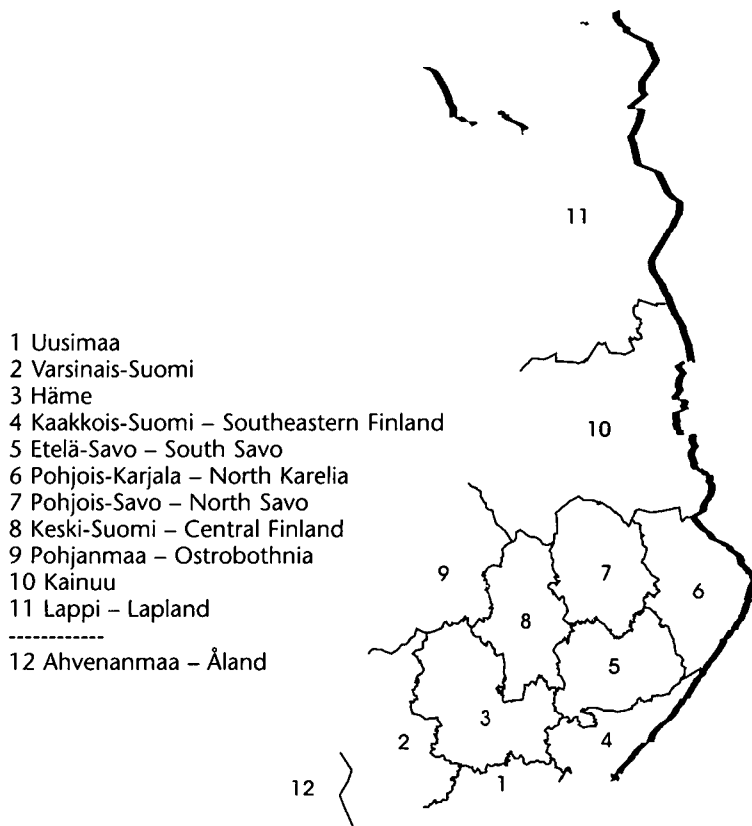 1 Uusimaa
2 Varsinais-Suomi
3 Häme
4 Kaakkois-Suomi – Southeastern Finland
5 Etelä-Savo – South Savo
6 Pohjois-Karjala – North Karelia
7 Pohjois-Savo – North Savo
8 Keski-Suomi – Central Finland
9 Pohjanmaa – Ostrobothnia
10 Kainuu
11 Lappi – Lapland
------------
12 Ahvenanmaa – Åland
11
10
9
7
6
8
5
3
2
4
12
1